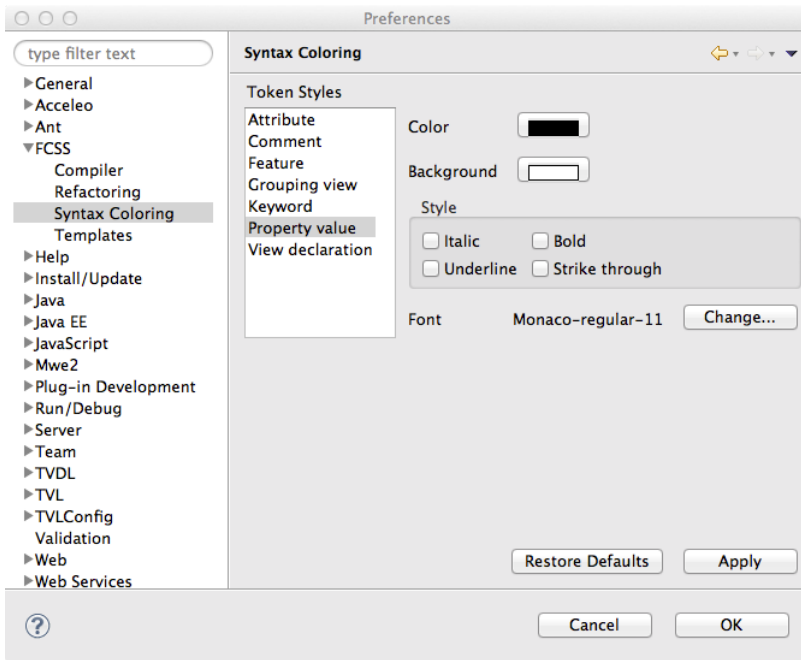 Preferences
type filter text
General
Acceleo
Ant
FCSS
Compiler
Refactoring
Syntax Coloring
Templates
Help
Install/Update
Java
Java EE
JavaScript
Mwe2
Plug-in Development
Run/Debug
Server
Team
TVDL
TVL
TVLConfig
Validation
Web
Web Services
Syntax Coloring
Token Styles
Attribute
Comment
Feature
Grouping view
Keyword
Property value
View declaration
Color
Background
Style
Italic Bold
Underline Strike through
Font Monaco-regular-11 Change...
Restore Defaults Apply
? Cancel OK